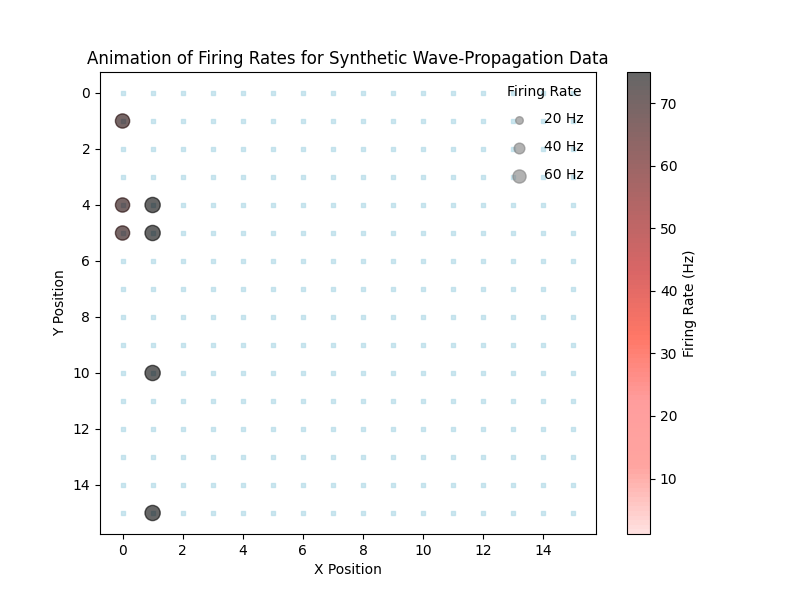 Animation of Firing Rates for Synthetic Wave-Propagation Data
Firing Rate
20 Hz
40 Hz
60 Hz
0
2
4
6
8
10
12
14
Y Position
0 2 4 6 8 10 12 14
X Position
70
60
50
40
30
20
10
Firing Rate (Hz)